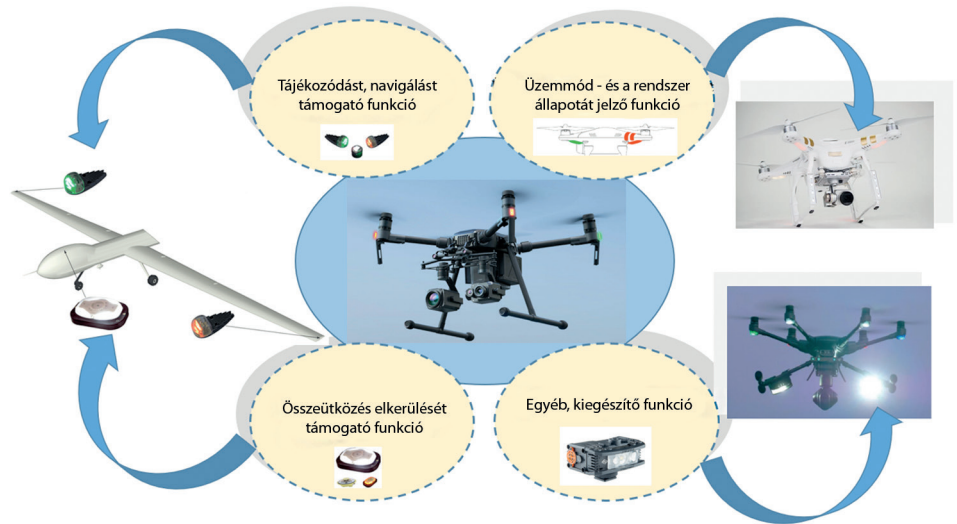 Tájékozódást, navigálást
támogató funkció
Üzemmód - és a rendszer
állapotát jelző funkció
Összeütközés elkerülését
támogató funkció
Egyéb, kiegészítő funkció